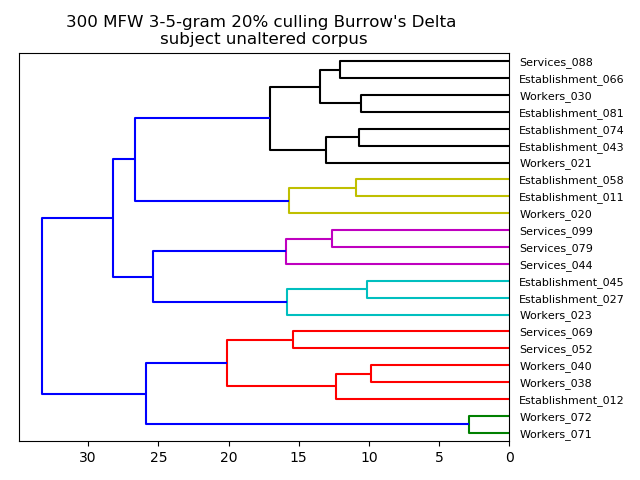 300 MFW 3-5-gram 20% culling Burrow's Delta
subject unaltered corpus
Services_088
Establishment_066
Workers_030
Establishment_081
Establishment_074
Establishment_043
Workers_021
Establishment_058
Establishment_011
Workers_020
Services_099
Services_079
Services_044
Establishment_045
Establishment_027
Workers_023
Services_069
Services_052
Workers_040
Workers_038
Establishment_012
Workers_072
Workers_071
30 25 20 15 10 5 0